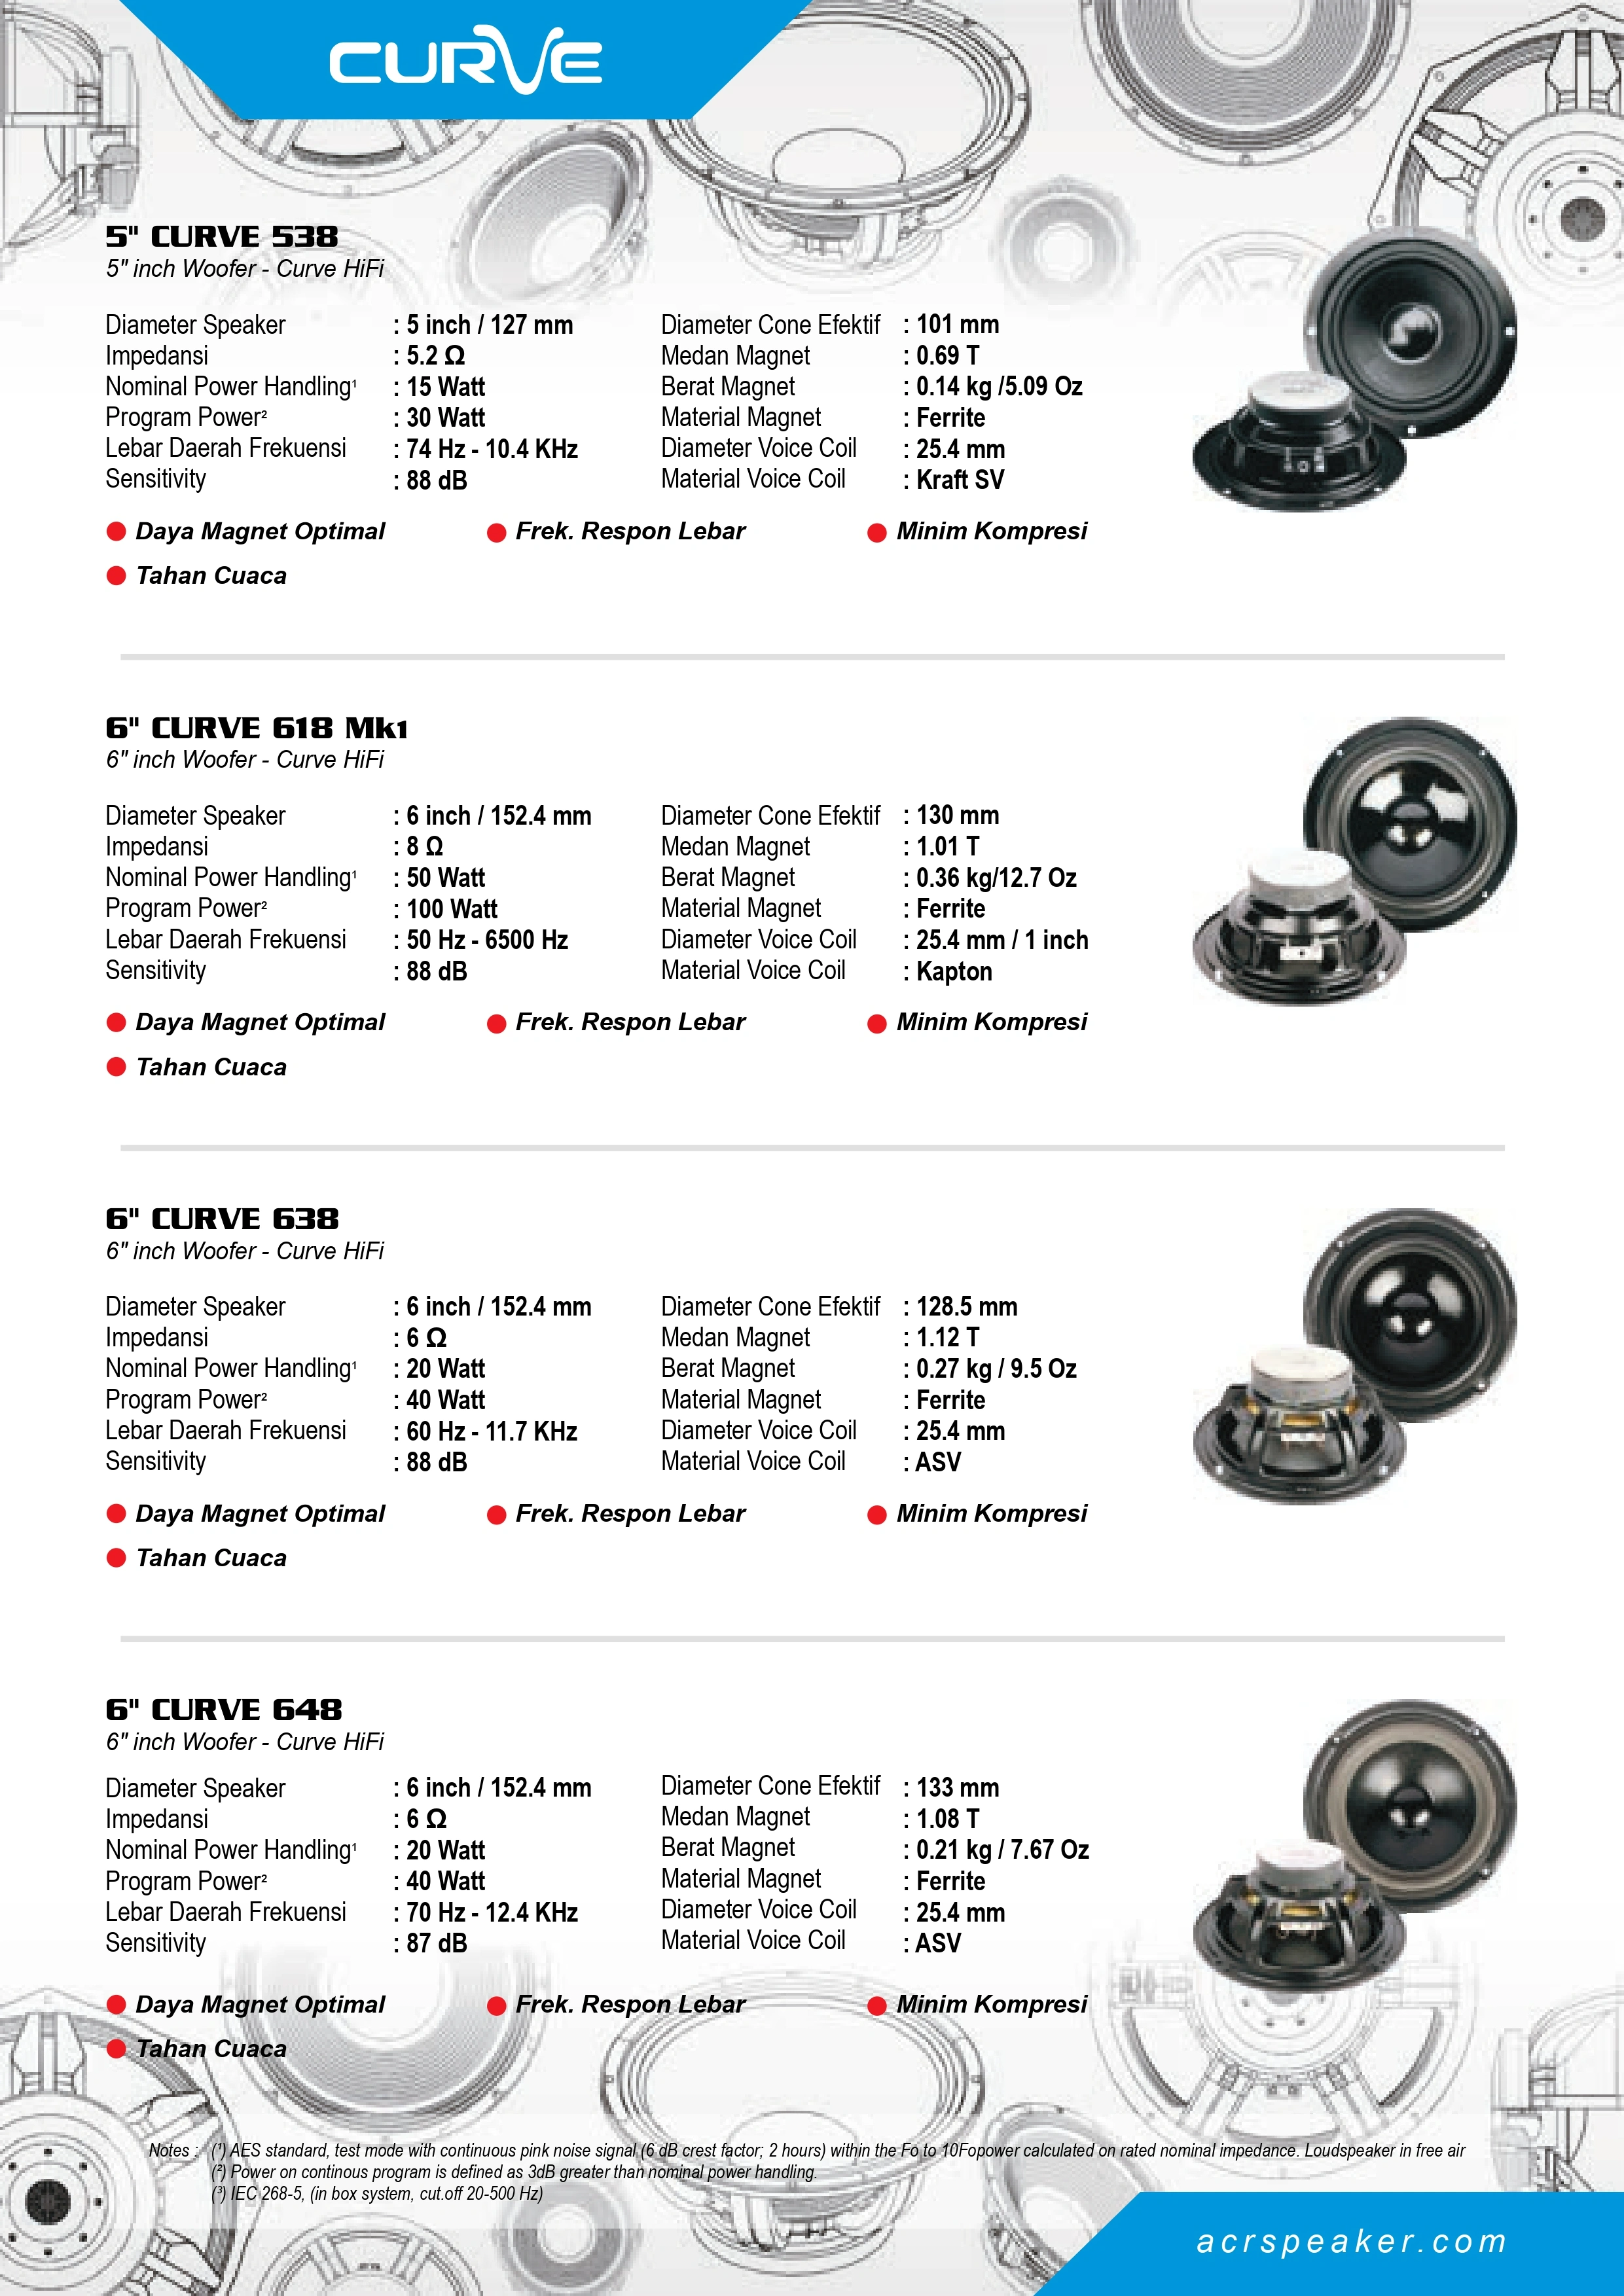 CURVE
5" CURVE 538
5" inch Woofer - Curve HiFi
Diameter Speaker : 5 inch / 127 mm Diameter Cone Efektif : 101 mm
Impedansi : 5.2 Ω Medan Magnet : 0.69 T
Nominal Power Handling¹ : 15 Watt Berat Magnet : 0.14 kg /5.09 Oz
Program Power² : 30 Watt Material Magnet : Ferrite
Lebar Daerah Frekuensi : 74 Hz - 10.4 KHz Diameter Voice Coil : 25.4 mm
Sensitivity : 88 dB Material Voice Coil : Kraft SV
Daya Magnet Optimal Frek. Respon Lebar Minim Kompresi
Tahan Cuaca
6" CURVE 618 Mk1
6" inch Woofer - Curve HiFi
Diameter Speaker : 6 inch / 152.4 mm Diameter Cone Efektif : 130 mm
Impedansi : 8 Ω Medan Magnet : 1.01 T
Nominal Power Handling¹ : 50 Watt Berat Magnet : 0.36 kg/12.7 Oz
Program Power² : 100 Watt Material Magnet : Ferrite
Lebar Daerah Frekuensi : 50 Hz - 6500 Hz Diameter Voice Coil : 25.4 mm / 1 inch
Sensitivity : 88 dB Material Voice Coil : Kapton
Daya Magnet Optimal Frek. Respon Lebar Minim Kompresi
Tahan Cuaca
6" CURVE 638
6" inch Woofer - Curve HiFi
Diameter Speaker : 6 inch / 152.4 mm Diameter Cone Efektif : 128.5 mm
Impedansi : 6 Ω Medan Magnet : 1.12 T
Nominal Power Handling¹ : 20 Watt Berat Magnet : 0.27 kg / 9.5 Oz
Program Power² : 40 Watt Material Magnet : Ferrite
Lebar Daerah Frekuensi : 60 Hz - 11.7 KHz Diameter Voice Coil : 25.4 mm
Sensitivity : 88 dB Material Voice Coil : ASV
Daya Magnet Optimal Frek. Respon Lebar Minim Kompresi
Tahan Cuaca
6" CURVE 648
6" inch Woofer - Curve HiFi
Diameter Speaker : 6 inch / 152.4 mm Diameter Cone Efektif : 133 mm
Impedansi : 6 Ω Medan Magnet : 1.08 T
Nominal Power Handling¹ : 20 Watt Berat Magnet : 0.21 kg / 7.67 Oz
Program Power² : 40 Watt Material Magnet : Ferrite
Lebar Daerah Frekuensi : 70 Hz - 12.4 KHz Diameter Voice Coil : 25.4 mm
Sensitivity : 87 dB Material Voice Coil : ASV
Daya Magnet Optimal Frek. Respon Lebar Minim Kompresi
Tahan Cuaca
Notes : (¹) AES standard, test mode with continuous pink noise signal (6 dB crest factor; 2 hours) within the Fo to 10Fopower calculated on rated nominal impedance. Loudspeaker in free air
(²) Power on continous program is defined as 3dB greater than nominal power handling.
(³) IEC 268-5, (in box system, cut.off 20-500 Hz)
acrspeaker.com